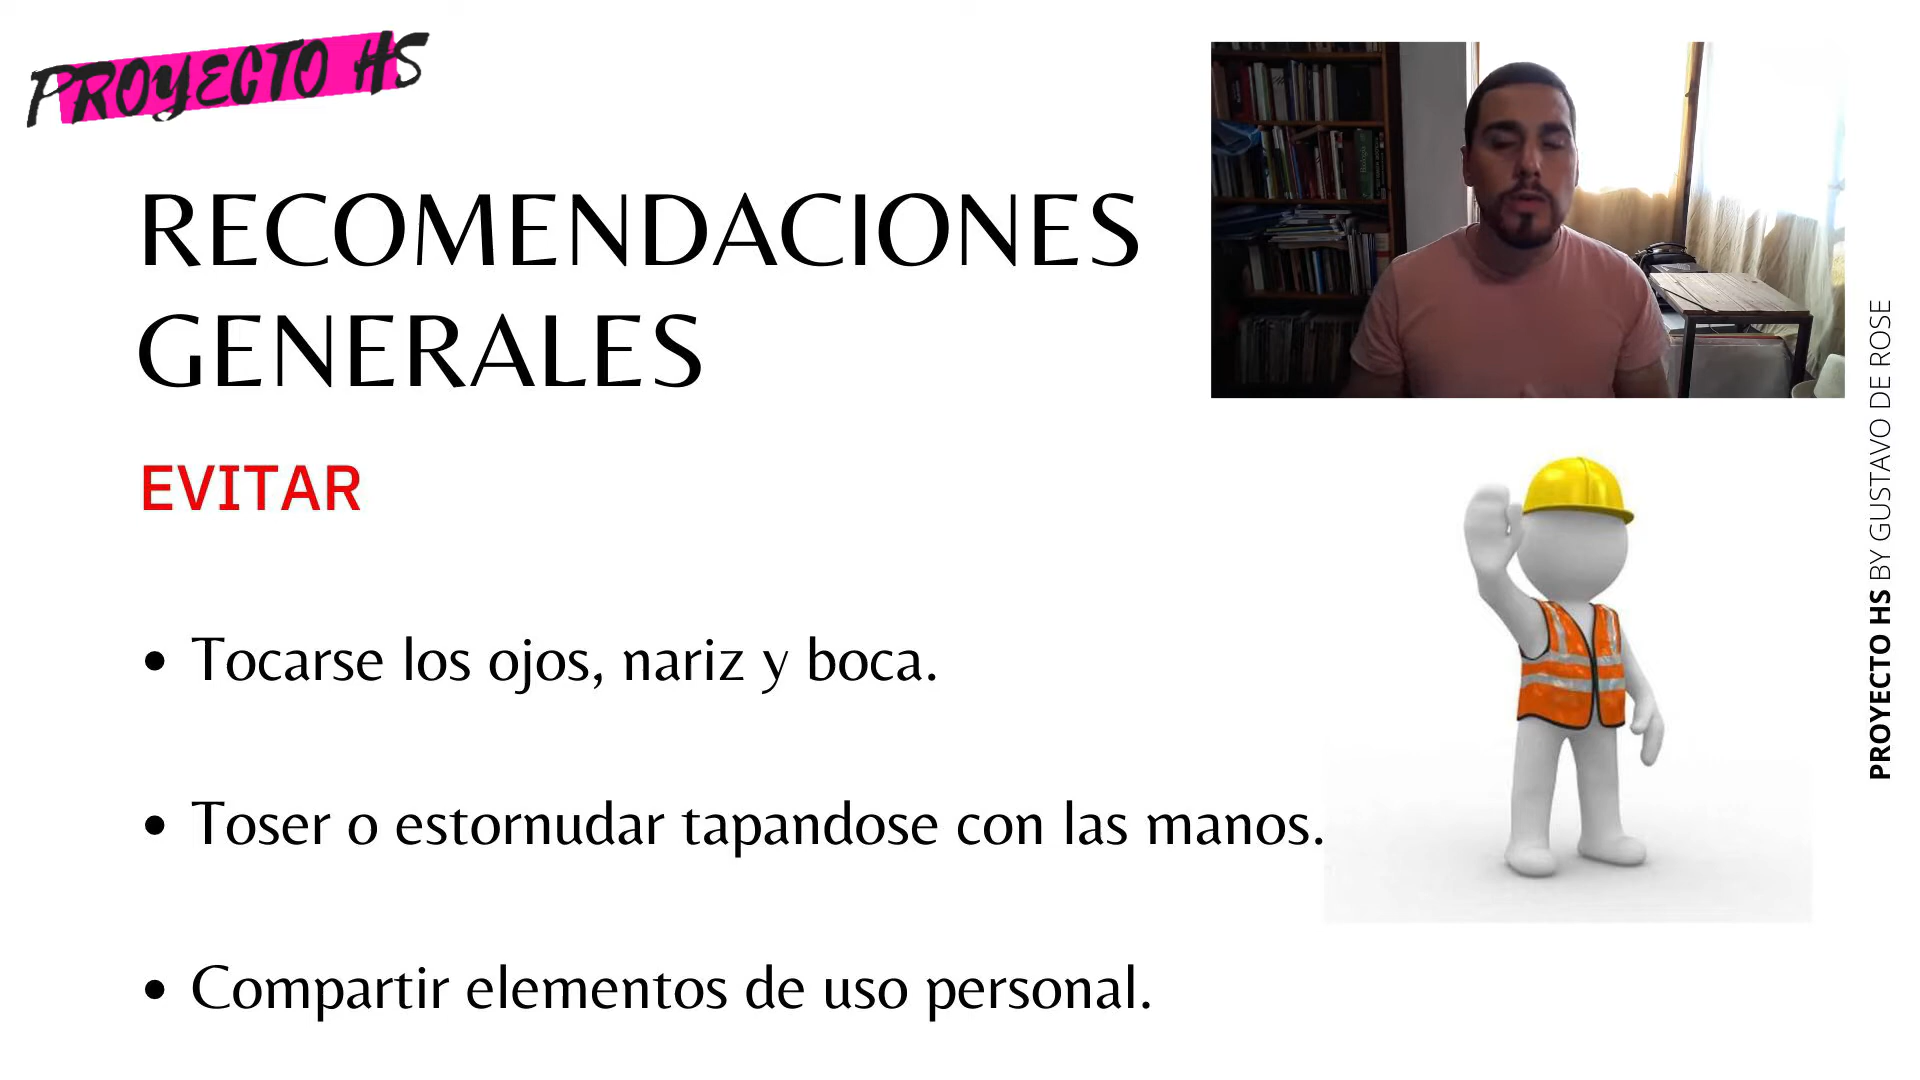 PROYECTO HS
RECOMENDACIONES
GENERALES
EVITAR
• Tocarse los ojos, nariz y boca.
• Toser o estornudar tapandose con las manos.
• Compartir elementos de uso personal.
PROYECTO HS BY GUSTAVO DE ROSE